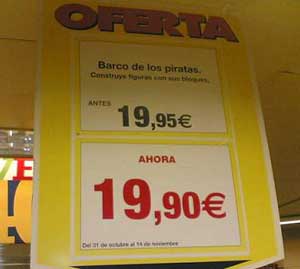 OFERTA
Barco de los piratas.
Construye figuras con sus bloques.
ANTES
19,95€
AHORA
19,90€
Del 31 de octubre al 14 de noviembre